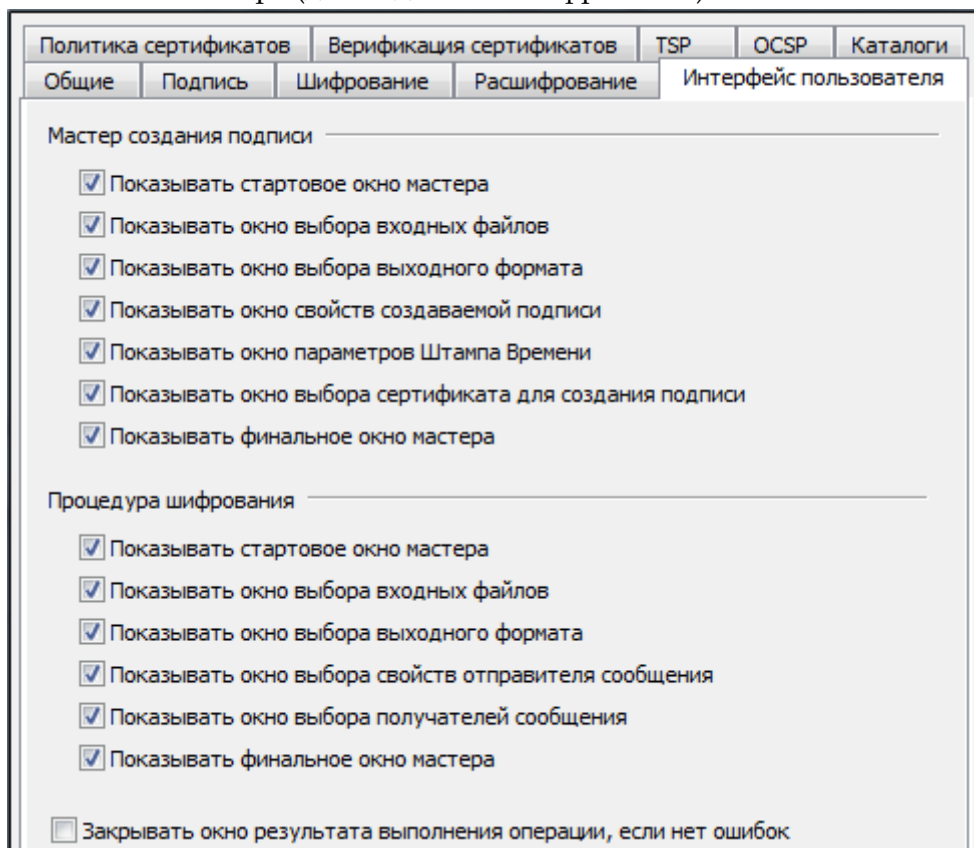 Политика сертификатов Верификация сертификатов TSP OCSP Каталоги
Общие Подпись Шифрование Расшифрование Интерфейс пользователя
Мастер создания подписи
Показывать стартовое окно мастера
Показывать окно выбора входных файлов
Показывать окно выбора выходного формата
Показывать окно свойств создаваемой подписи
Показывать окно параметров Штампа Времени
Показывать окно выбора сертификата для создания подписи
Показывать финальное окно мастера
Процедура шифрования
Показывать стартовое окно мастера
Показывать окно выбора входных файлов
Показывать окно выбора выходного формата
Показывать окно выбора свойств отправителя сообщения
Показывать окно выбора получателей сообщения
Показывать финальное окно мастера
Закрывать окно результата выполнения операции, если нет ошибок